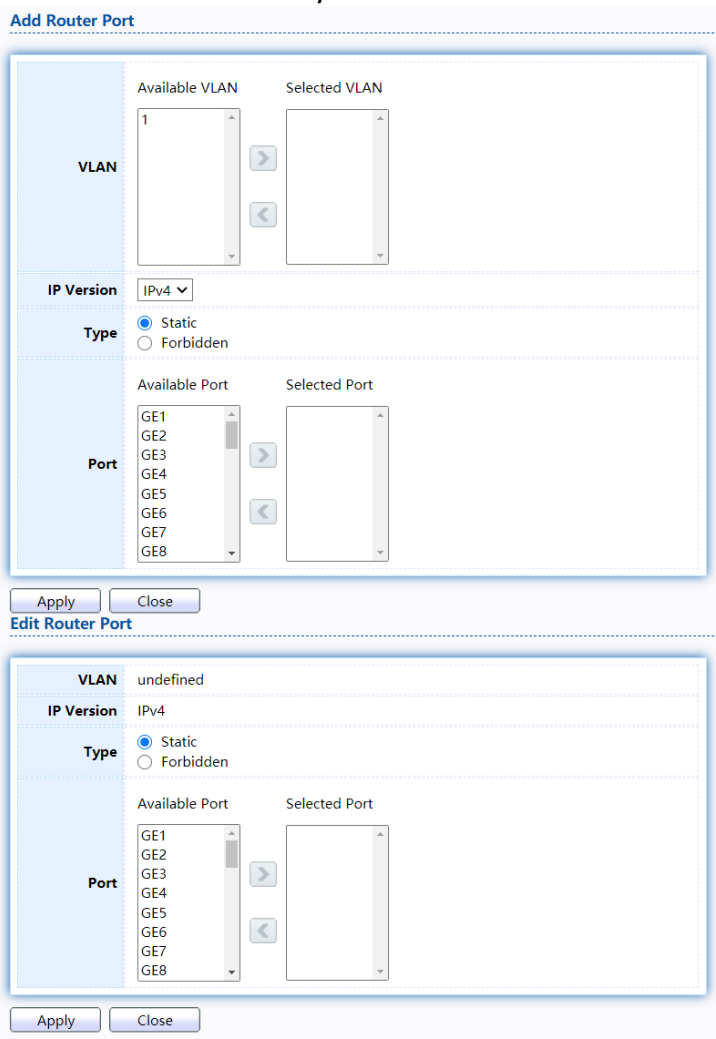 Add Router Port
Available VLAN Selected VLAN
1
VLAN
IP Version IPv4
Type Static
Forbidden
Available Port Selected Port
GE1
GE2
GE3
GE4
GE5
GE6
GE7
GE8
Port
Apply Close
Edit Router Port
VLAN undefined
IP Version IPv4
Type Static
Forbidden
Available Port Selected Port
GE1
GE2
GE3
GE4
GE5
GE6
GE7
GE8
Port
Apply Close